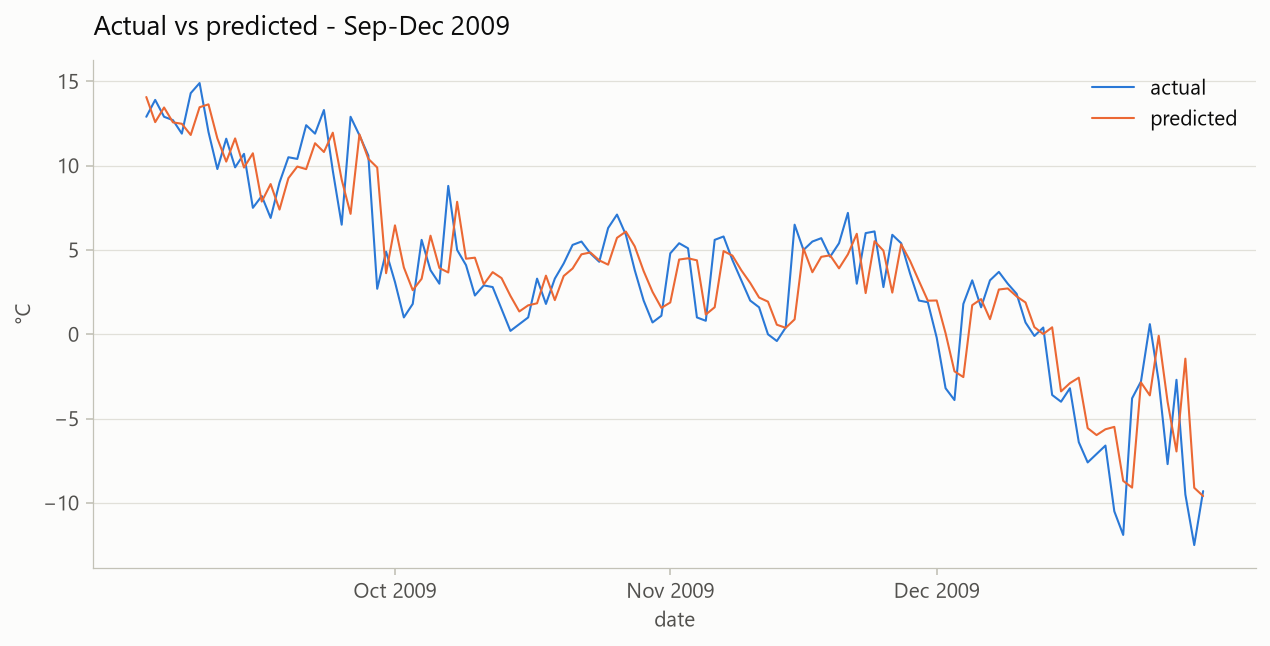 Actual vs predicted - Sep-Dec 2009
actual
predicted
15
10
5
0
−5
−10
°C
Oct 2009
Nov 2009
Dec 2009
date